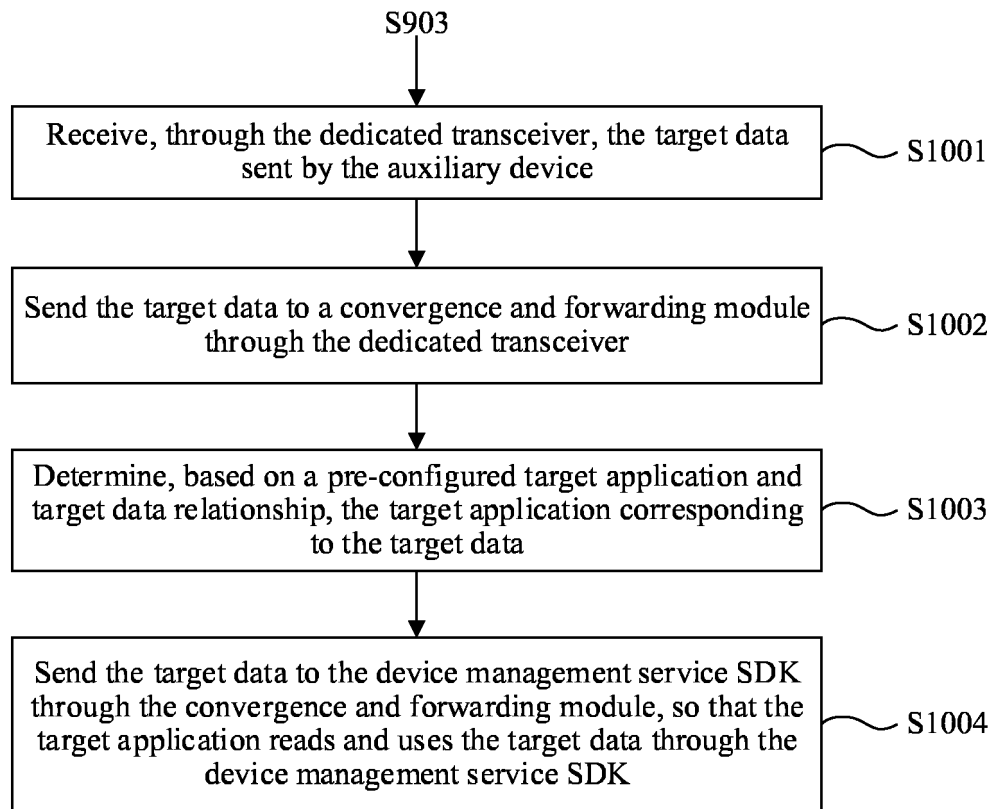 S903
Receive, through the dedicated transceiver, the target data
sent by the auxiliary device
S1001
Send the target data to a convergence and forwarding module
through the dedicated transceiver
S1002
Determine, based on a pre-configured target application and
target data relationship, the target application corresponding
to the target data
S1003
Send the target data to the device management service SDK
through the convergence and forwarding module, so that the
target application reads and uses the target data through the
device management service SDK
S1004